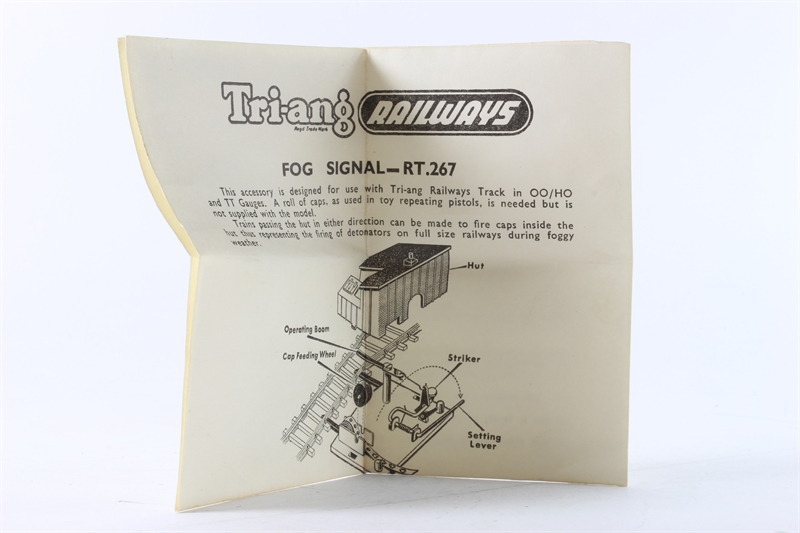 Tri-ang RAILWAYS
Regd Trade Mark
FOG SIGNAL—RT.267
This accessory is designed for use with Tri-ang Railways Track in OO/HO
and TT Gauges. A roll of caps, as used in toy repeating pistols, is needed but is
not supplied with the model.
Trains passing the hut in either direction can be made to fire caps inside the
hut thus representing the firing of detonators on full size railways during foggy
weather.
Hut
Operating Boom
Cap Feeding Wheel
Striker
Setting
Lever